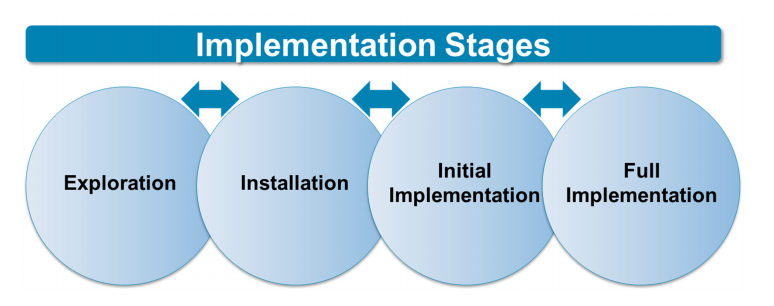 Implementation Stages
Exploration
Installation
Initial
Implementation
Full
Implementation